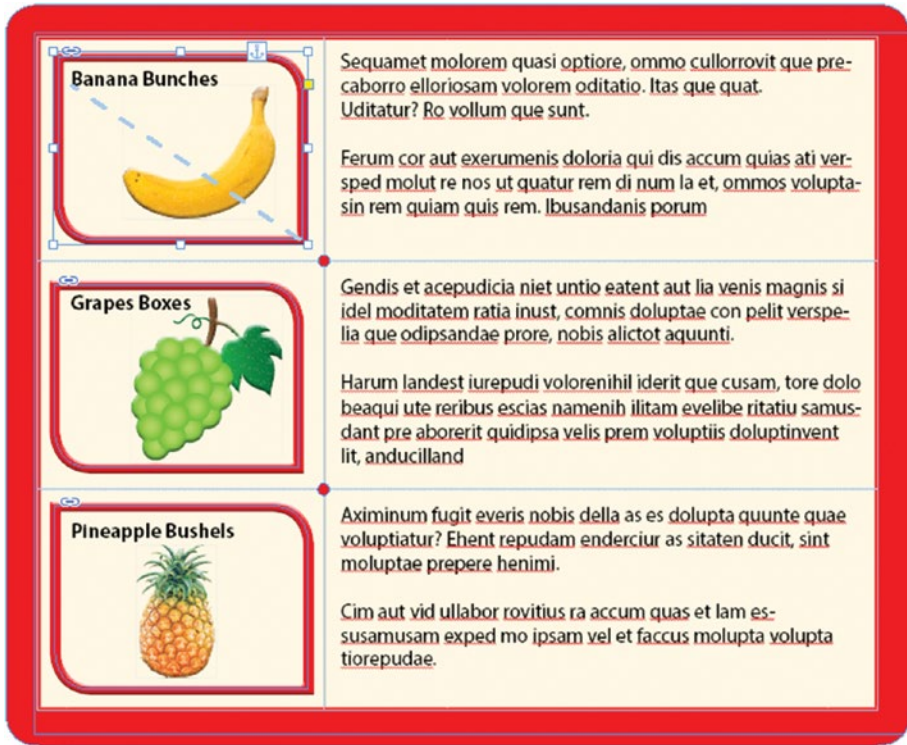 Banana Bunches
Sequamet molorem quasi optiore, ommo cullorrovit que pre-
caborro elloriosam volorem oditatio. Itas que quat.
Uditatur? Ro vollum que sunt.
Ferum cor aut exerumenis doloria qui dis accum quias ati ver-
sped molut re nos ut quatur rem di num la et, ommos volupta-
sin rem quiam quis rem. Ibusandanis porum
Grapes Boxes
Gendis et acepudicia niet untio eatent aut lia venis magnis si
idel moditatem ratia inust, comnis doluptae con pelit verspe-
lia que odipsandae prore, nobis alictot aquunti.
Harum landest iurepudi volorenihil iderit que cusam, tore dolo
beaqui ute reribus escias namenih ilitam evelibe ritatiu samus-
dant pre aborerit quidipsa velis prem voluptiis doluptinvent
lit, anducilland
Pineapple Bushels
Aximinum fugit everis nobis della as es dolupta quunte quae
voluptiatur? Ehent repudam enderciur as sitaten ducit, sint
moluptae prepere henimi.
Cim aut vid ullabor rovitius ra accum quas et lam es-
susamusam exped mo ipsam vel et faccus molupta volupta
tiorepudae.